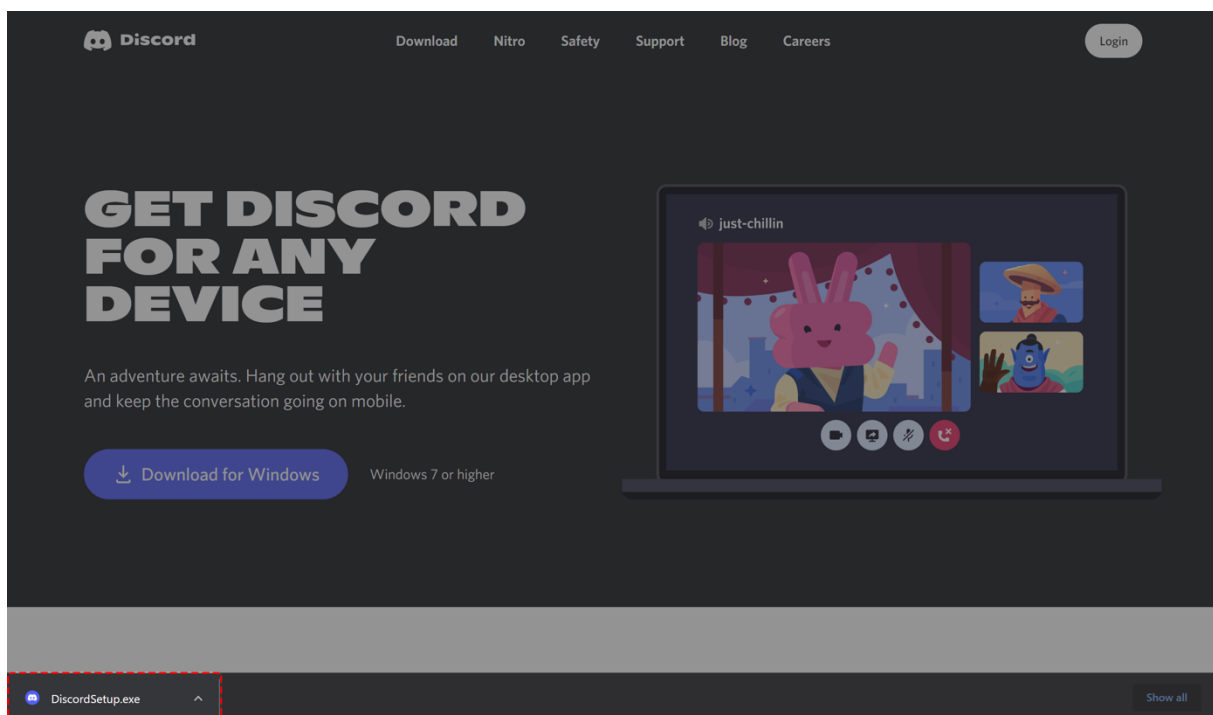 Discord
Download Nitro Safety Support Blog Careers
Login
GET DISCORD
FOR ANY
DEVICE
An adventure awaits. Hang out with your friends on our desktop app
and keep the conversation going on mobile.
Download for Windows
Windows 7 or higher
just-chillin
DiscordSetup.exe
Show all